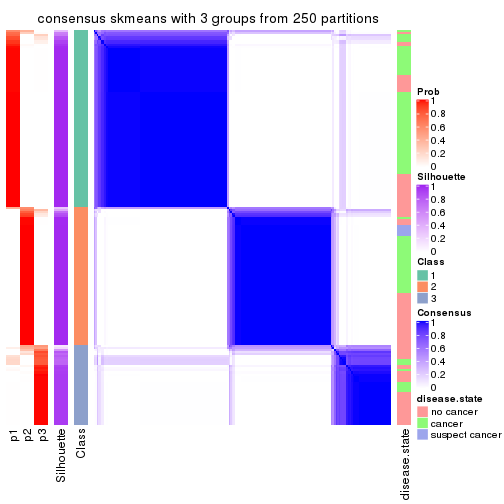 consensus skmeans with 3 groups from 250 partitions
Prob
1
0.8
0.6
0.4
0.2
0
Silhouette
1
0.8
0.6
0.4
0.2
0
Class
1
2
3
Consensus
1
0.8
0.6
0.4
0.2
0
disease.state
no cancer
cancer
suspect cancer
p1
p2
p3
Silhouette
Class
disease.state